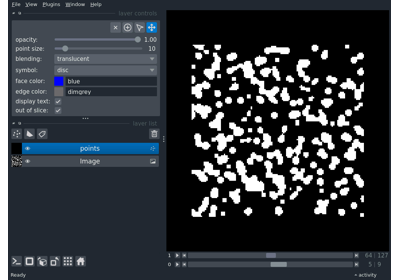 File View Plugins Window Help
layer controls
opacity: 1.00
point size: 10
blending: translucent
symbol: disc
face color: blue
edge color: dimgrey
display text:
out of slice:
layer list
points
Image
1 64 127
0 5 9
Ready activity